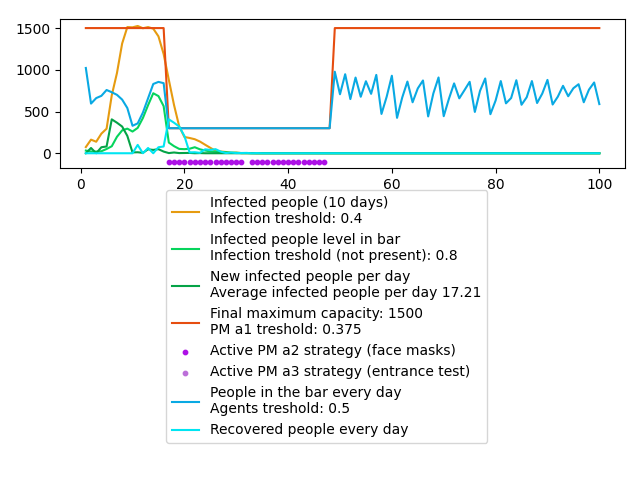 1500
1000
500
0
0 20 40 60 80 100
Infected people (10 days)
Infection treshold: 0.4
Infected people level in bar
Infection treshold (not present): 0.8
New infected people per day
Average infected people per day 17.21
Final maximum capacity: 1500
PM a1 treshold: 0.375
Active PM a2 strategy (face masks)
Active PM a3 strategy (entrance test)
People in the bar every day
Agents treshold: 0.5
Recovered people every day